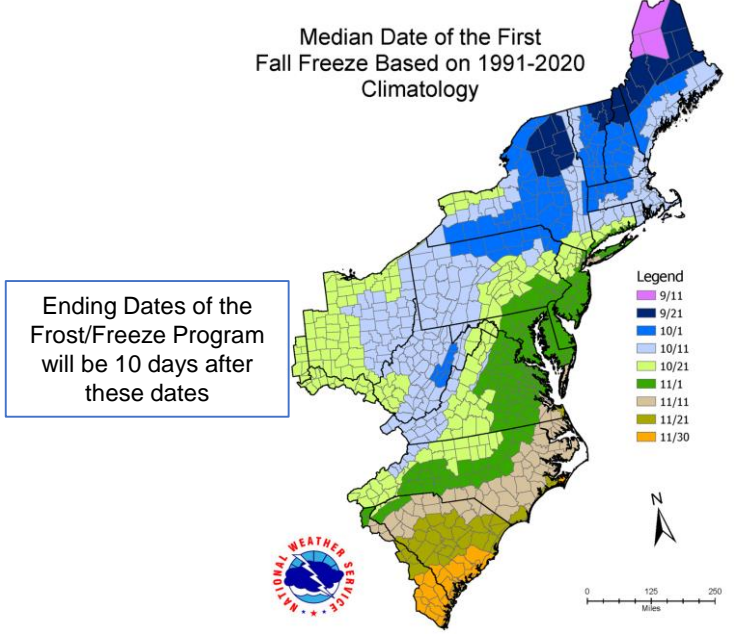 Median Date of the First
Fall Freeze Based on 1991-2020
Climatology
Ending Dates of the
Frost/Freeze Program
will be 10 days after
these dates
Legend
9/11
9/21
10/1
10/11
10/21
11/1
11/11
11/21
11/30
N
NATIONAL WEATHER SERVICE
0 125 250
Miles